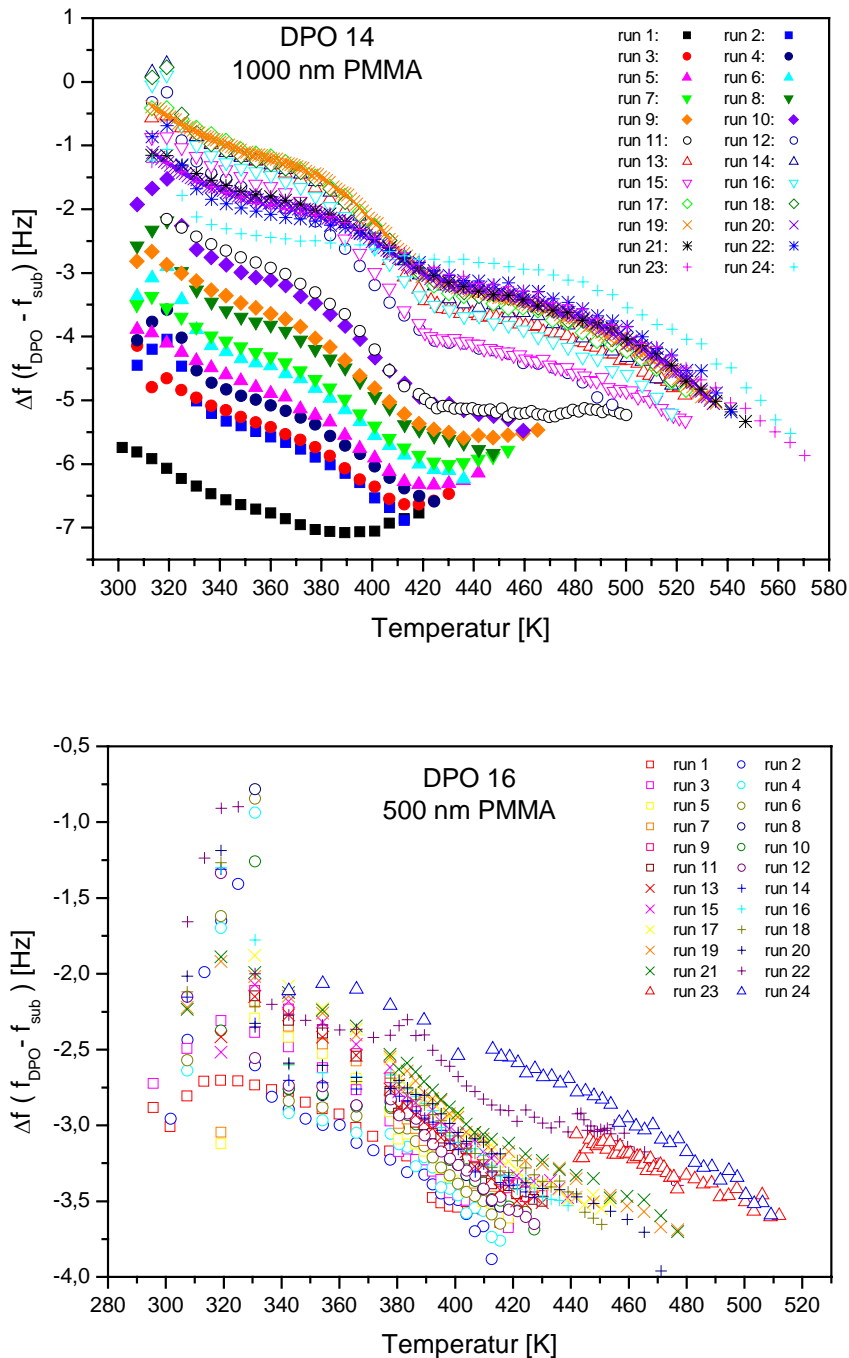 DPO 14
1000 nm PMMA
run 1: run 2:
run 3: run 4:
run 5: run 6:
run 7: run 8:
run 9: run 10:
run 11: run 12:
run 13: run 14:
run 15: run 16:
run 17: run 18:
run 19: run 20:
run 21: run 22:
run 23: run 24:
1
0
-1
-2
-3
-4
-5
-6
-7
Δf (f_DPO - f_sub) [Hz]
300 320 340 360 380 400 420 440 460 480 500 520 540 560 580
Temperatur [K]
DPO 16
500 nm PMMA
run 1 run 2
run 3 run 4
run 5 run 6
run 7 run 8
run 9 run 10
run 11 run 12
run 13 run 14
run 15 run 16
run 17 run 18
run 19 run 20
run 21 run 22
run 23 run 24
-0,5
-1,0
-1,5
-2,0
-2,5
-3,0
-3,5
-4,0
Δf ( f_DPO - f_sub ) [Hz]
280 300 320 340 360 380 400 420 440 460 480 500 520
Temperatur [K]